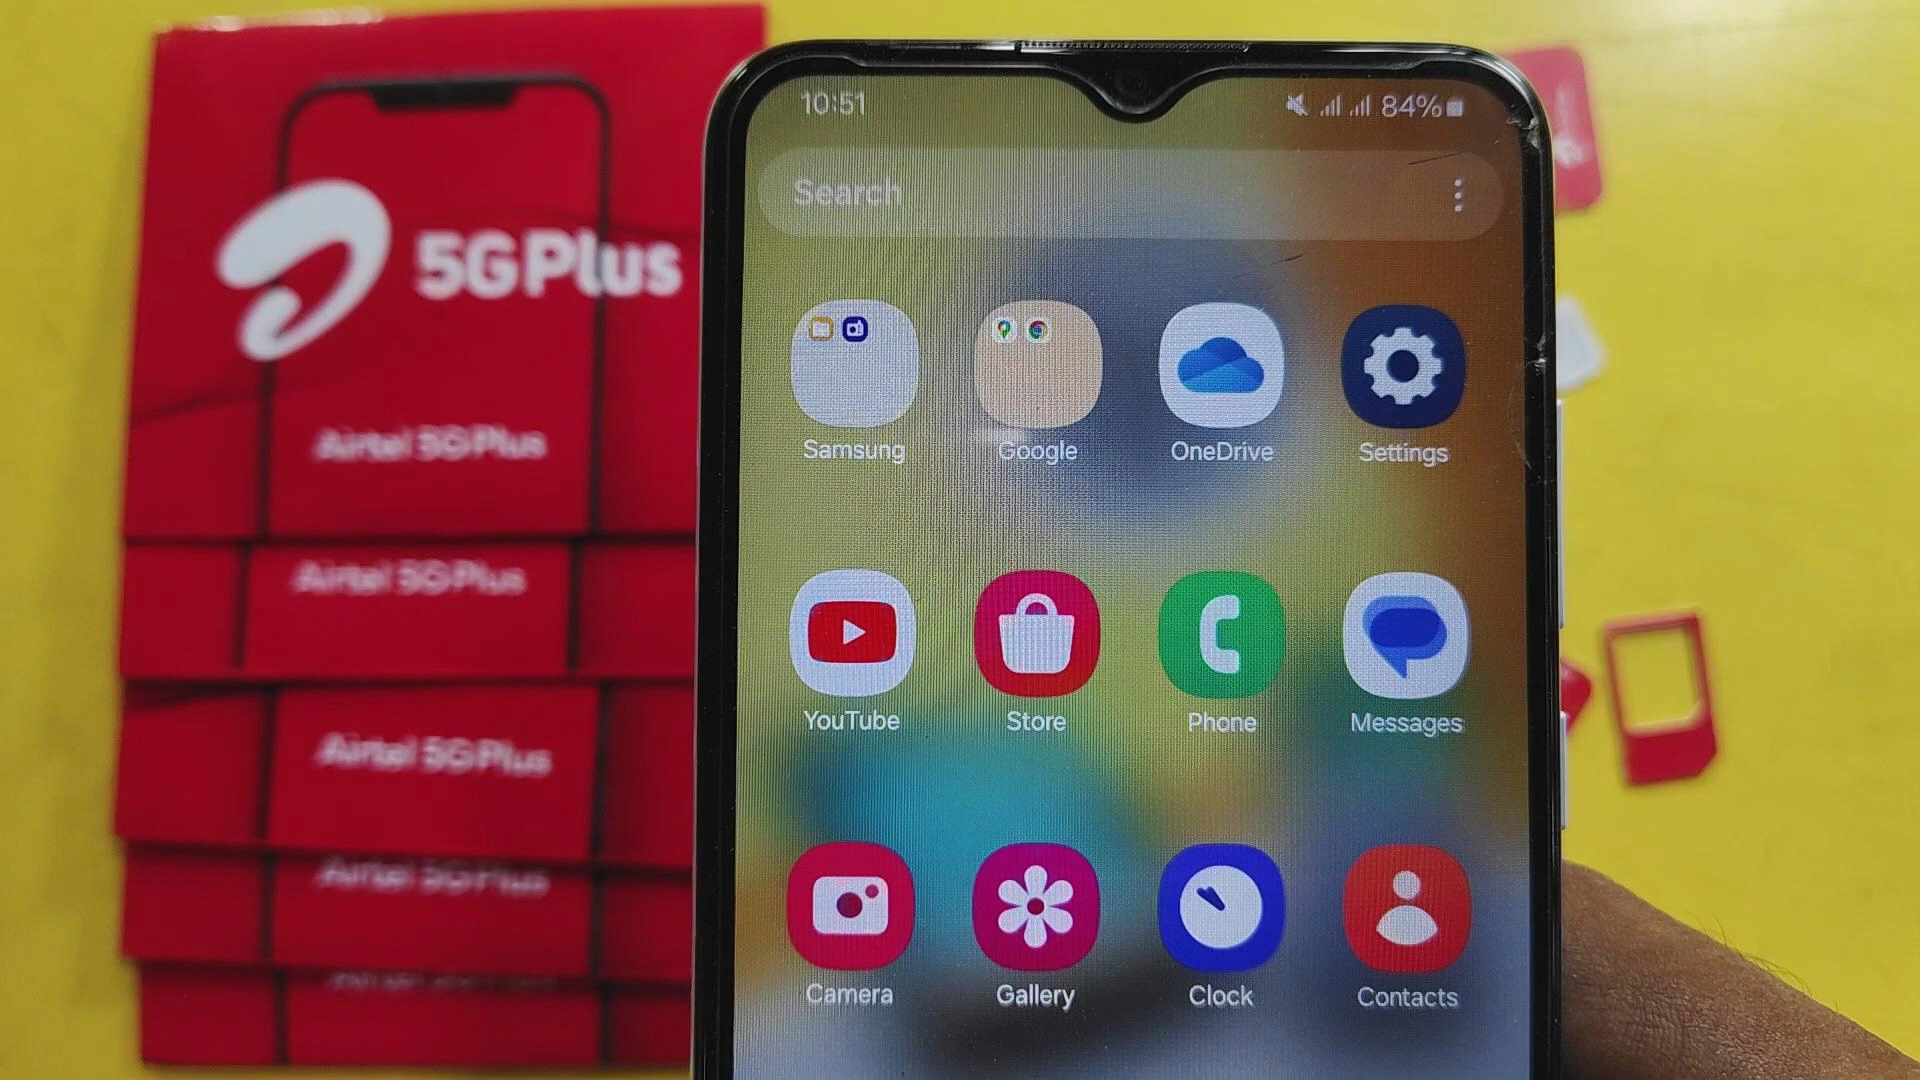 5G Plus
Airtel 5G Plus
Airtel 5G Plus
Airtel 5G Plus
Airtel 5G Plus
10:51
84%
Search
Samsung
Google
OneDrive
Settings
YouTube
Store
Phone
Messages
Camera
Gallery
Clock
Contacts